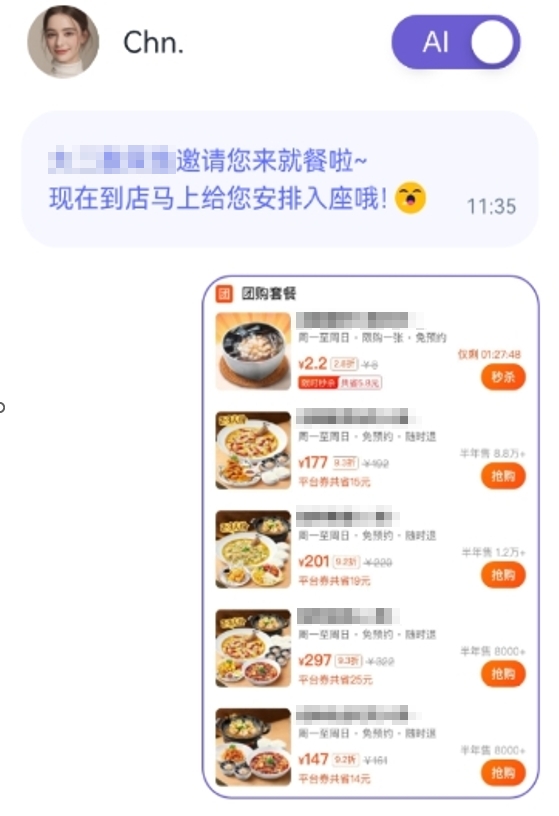 Chn.
AI
邀请您来就餐啦~
现在到店马上给您安排入座哦!
11:35
团 团购套餐
周一至周日·限购一张·免预约
仅剩 01:27:48
¥2.2 2.8折 ¥8
秒杀
限时秒杀 共省5.8元
周一至周日·免预约·随时退
半年售 8.8万+
¥177 9.3折 ¥192
抢购
平台券共省15元
周一至周日·免预约·随时退
半年售 1.2万+
¥201 9.2折 ¥220
抢购
平台券共省19元
周一至周日·免预约·随时退
半年售 8000+
¥297 9.3折 ¥322
抢购
平台券共省25元
周一至周日·免预约·随时退
半年售 8000+
¥147 9.2折 ¥161
抢购
平台券共省14元